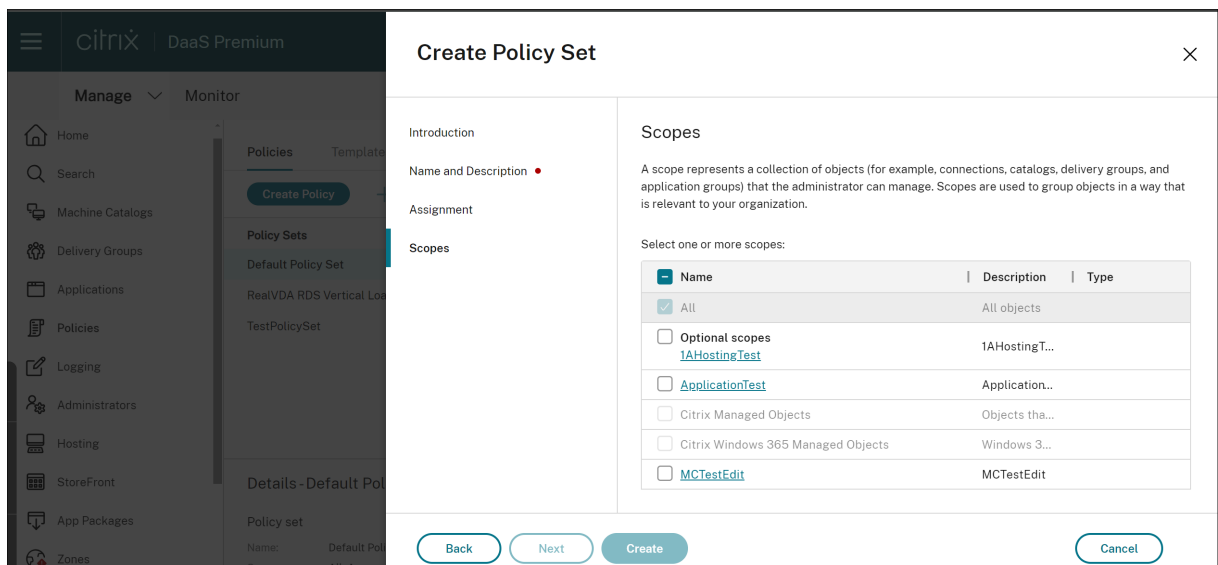 citrix | DaaS Premium
Manage
Monitor
Home
Search
Machine Catalogs
Delivery Groups
Applications
Policies
Logging
Administrators
Hosting
StoreFront
App Packages
Zones
Policies
Template
Create Policy
Policy Sets
Default Policy Set
RealVDA RDS Vertical Loa
TestPolicySet
Details - Default Pol
Policy set
Name:
Default Poli
Create Policy Set
Introduction
Name and Description
Assignment
Scopes
Scopes
A scope represents a collection of objects (for example, connections, catalogs, delivery groups, and
application groups) that the administrator can manage. Scopes are used to group objects in a way that
is relevant to your organization.
Select one or more scopes:
Name | Description | Type
All All objects
Optional scopes
1AHostingTest 1AHostingT...
ApplicationTest Application...
Citrix Managed Objects Objects tha...
Citrix Windows 365 Managed Objects Windows 3...
MCTestEdit MCTestEdit
Back
Next
Create
Cancel